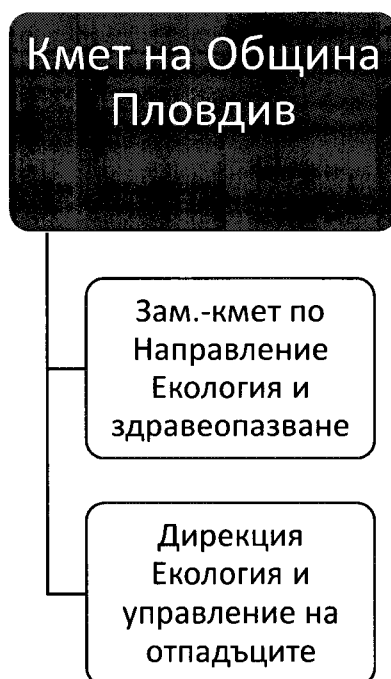 Кмет на Община
Пловдив
Зам.-кмет по
Направление
Екология и
здравеопазване
Дирекция
Екология и
управление на
отпадъците